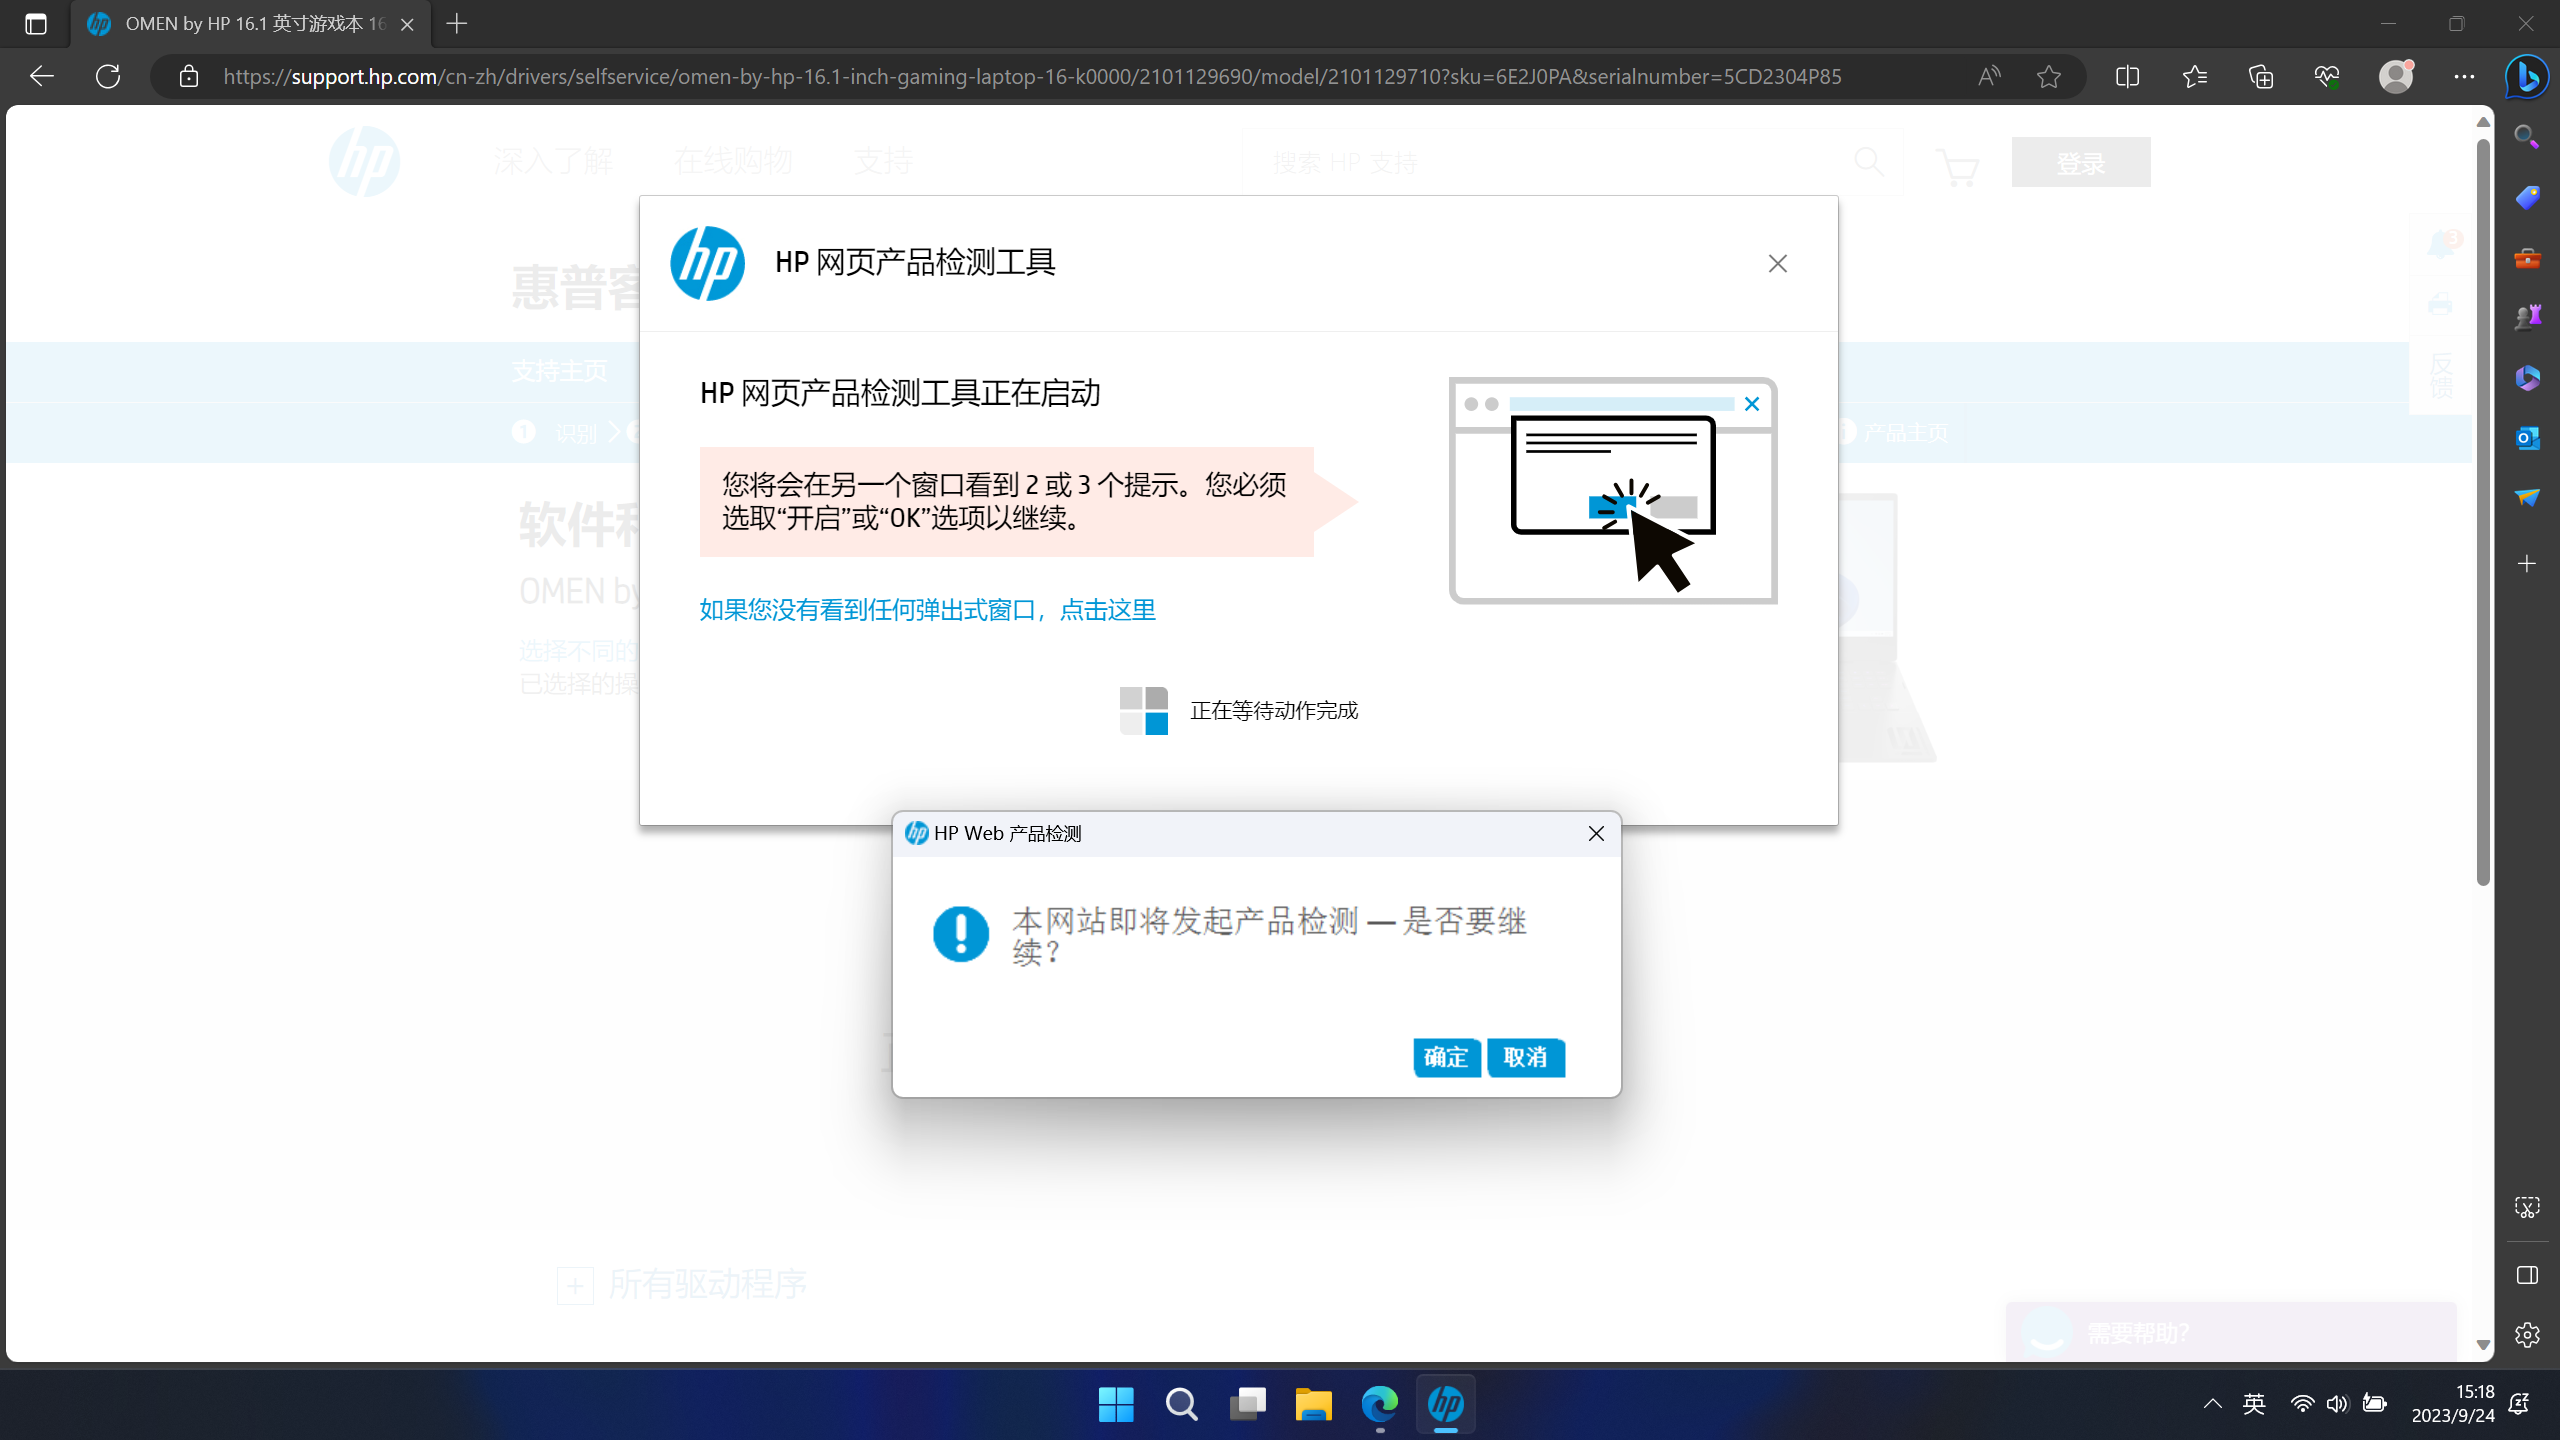 OMEN by HP 16.1 英寸游戏本 16
https://support.hp.com/cn-zh/drivers/selfservice/omen-by-hp-16.1-inch-gaming-laptop-16-k0000/2101129690/model/2101129710?sku=6E2J0PA&serialnumber=5CD2304P85
hp 深入了解 在线购物 支持 搜索 HP 支持 登录
hp HP 网页产品检测工具
惠普客
3
支持主页
反馈
1 识别
产品主页
HP 网页产品检测工具正在启动
您将会在另一个窗口看到 2 或 3 个提示。您必须
选取“开启”或“OK”选项以继续。
软件和
OMEN by
如果您没有看到任何弹出式窗口，点击这里
选择不同的
已选择的操
正在等待动作完成
hp HP Web 产品检测
本网站即将发起产品检测 — 是否要继
续？
确定 取消
所有驱动程序
需要帮助?
英
15:18
2023/9/24